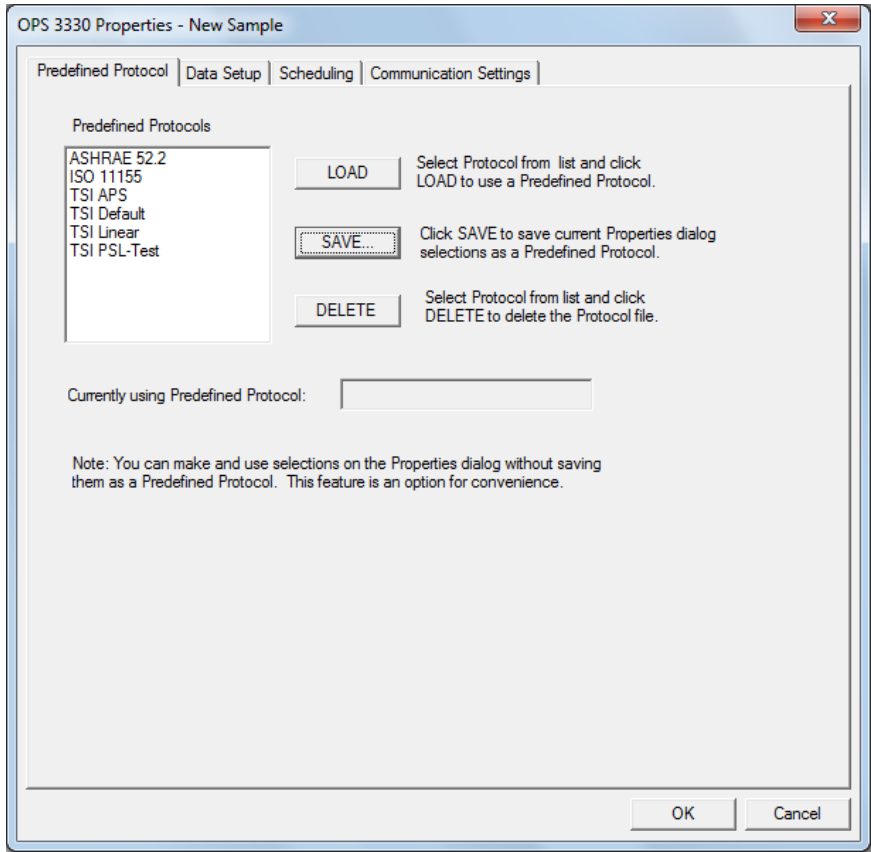 OPS 3330 Properties - New Sample
x
Predefined Protocol
Data Setup
Scheduling
Communication Settings
Predefined Protocols
ASHRAE 52.2
ISO 11155
TSI APS
TSI Default
TSI Linear
TSI PSL-Test
LOAD
Select Protocol from list and click
LOAD to use a Predefined Protocol.
SAVE...
Click SAVE to save current Properties dialog
selections as a Predefined Protocol.
DELETE
Select Protocol from list and click
DELETE to delete the Protocol file.
Currently using Predefined Protocol:
Note: You can make and use selections on the Properties dialog without saving
them as a Predefined Protocol. This feature is an option for convenience.
OK
Cancel